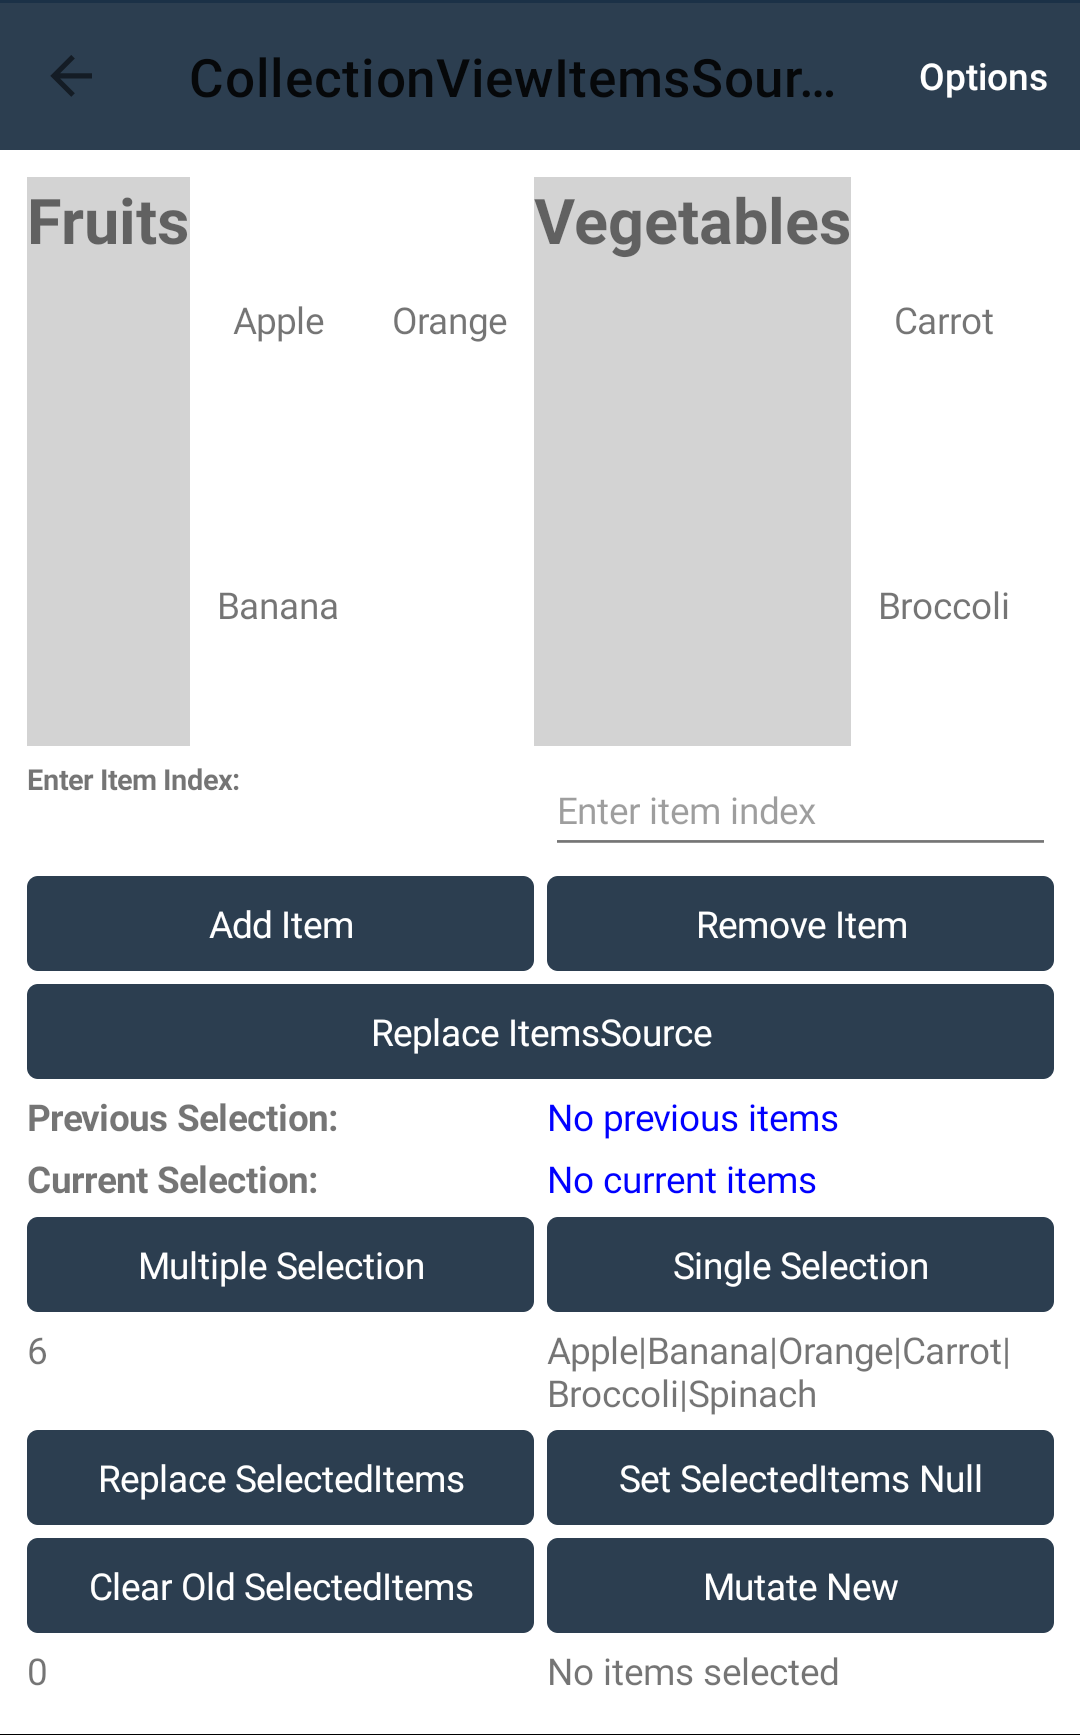 CollectionViewItemsSour...
Options
Fruits
Vegetables
Apple
Orange
Carrot
Banana
Broccoli
Enter Item Index:
Enter item index
Add Item
Remove Item
Replace ItemsSource
Previous Selection:
No previous items
Current Selection:
No current items
Multiple Selection
Single Selection
6
Apple|Banana|Orange|Carrot|
Broccoli|Spinach
Replace SelectedItems
Set SelectedItems Null
Clear Old SelectedItems
Mutate New
0
No items selected